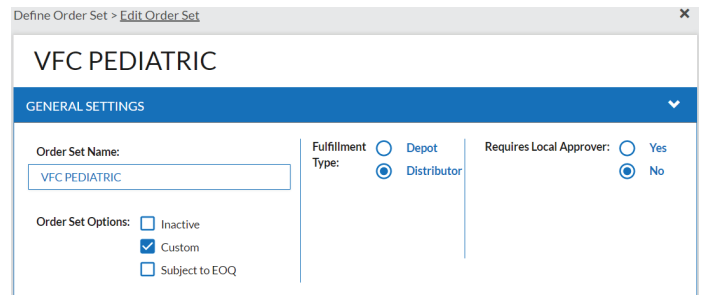 Define Order Set > Edit Order Set
VFC PEDIATRIC
GENERAL SETTINGS
Order Set Name:
VFC PEDIATRIC
Order Set Options:
Inactive
Custom
Subject to EOQ
Fulfillment
Type:
Depot
Distributor
Requires Local Approver:
Yes
No